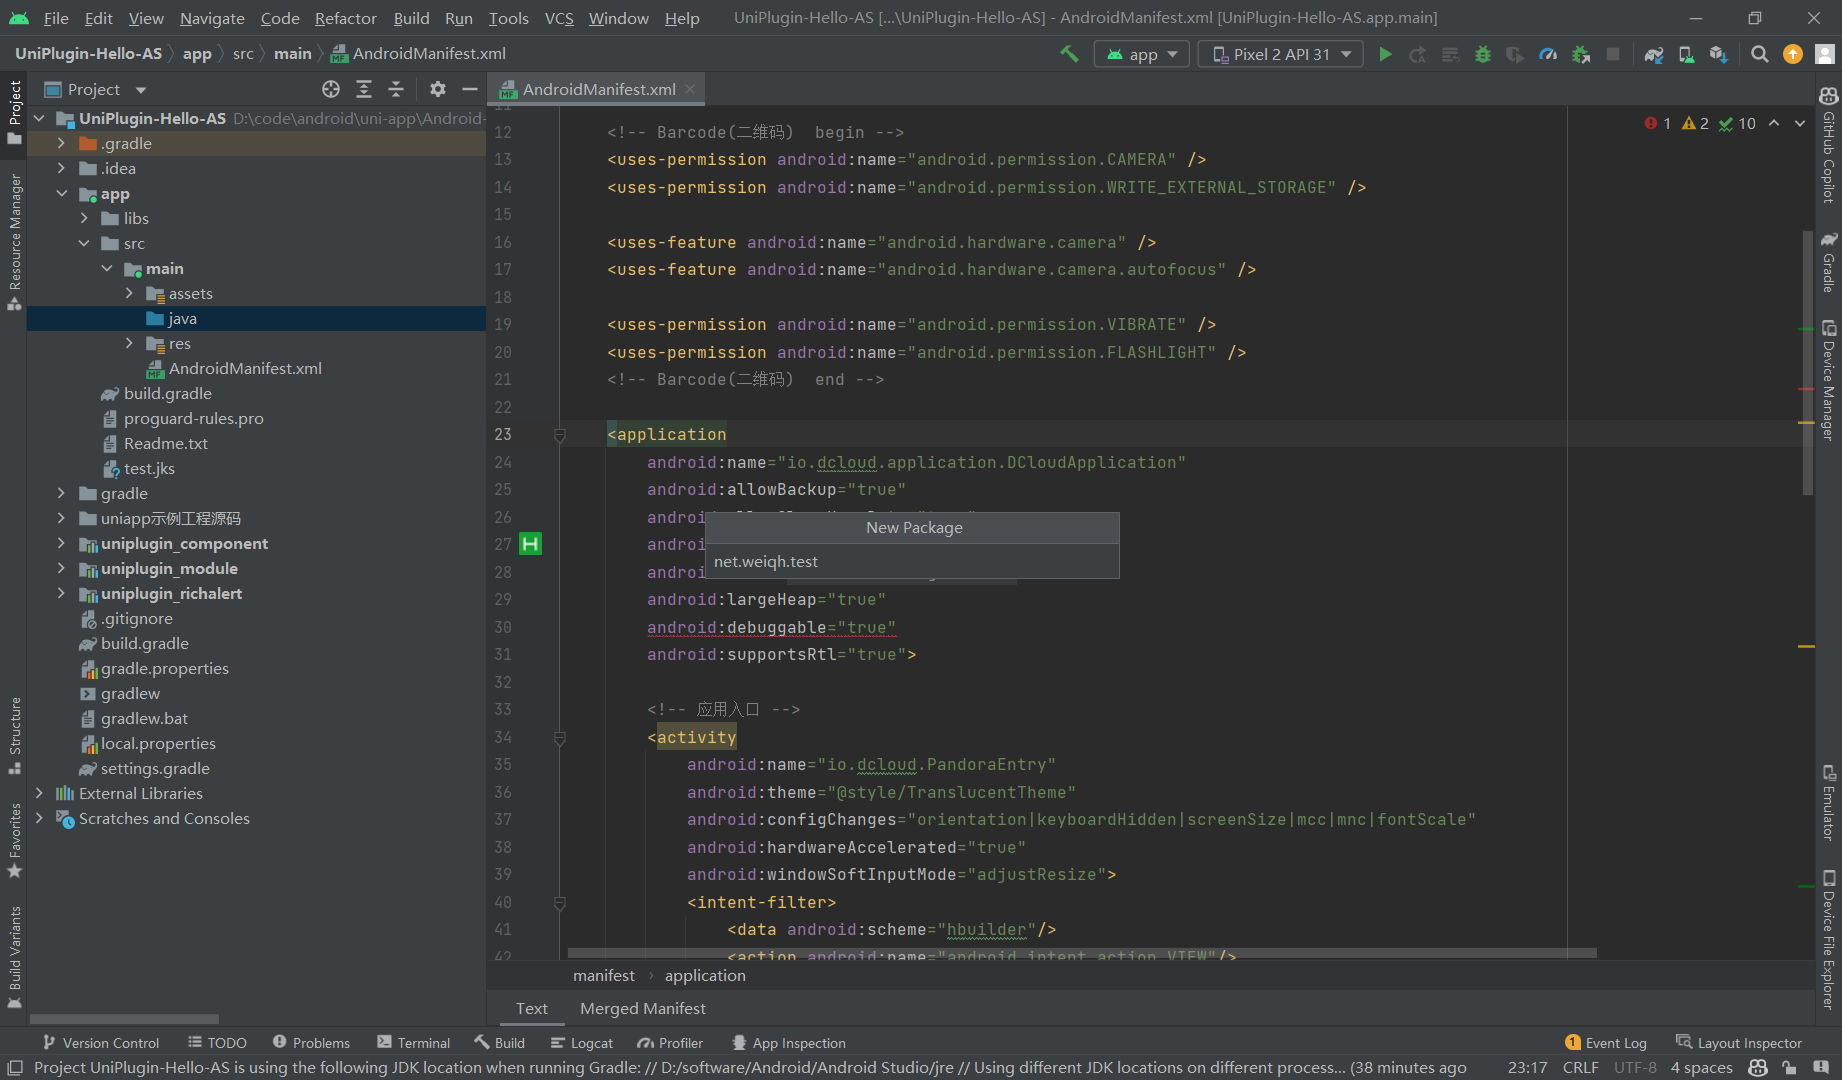 File Edit View Navigate Code Refactor Build Run Tools VCS Window Help UniPlugin-Hello-AS [...\UniPlugin-Hello-AS] - AndroidManifest.xml [UniPlugin-Hello-AS.app.main]
UniPlugin-Hello-AS app src main AndroidManifest.xml app Pixel 2 API 31
Project
AndroidManifest.xml
UniPlugin-Hello-AS D:\code\android\uni-app\Android-
.gradle
.idea
app
libs
src
main
assets
java
res
AndroidManifest.xml
build.gradle
proguard-rules.pro
Readme.txt
test.jks
gradle
uniapp示例工程源码
uniplugin_component
uniplugin_module
uniplugin_richalert
.gitignore
build.gradle
gradle.properties
gradlew
gradlew.bat
local.properties
settings.gradle
External Libraries
Scratches and Consoles
Project
Resource Manager
Structure
Favorites
Build Variants
1 2 10
11
12 <!-- Barcode(二维码) begin -->
13 <uses-permission android:name="android.permission.CAMERA" />
14 <uses-permission android:name="android.permission.WRITE_EXTERNAL_STORAGE" />
15
16 <uses-feature android:name="android.hardware.camera" />
17 <uses-feature android:name="android.hardware.camera.autofocus" />
18
19 <uses-permission android:name="android.permission.VIBRATE" />
20 <uses-permission android:name="android.permission.FLASHLIGHT" />
21 <!-- Barcode(二维码) end -->
22
23 <application
24 android:name="io.dcloud.application.DCloudApplication"
25 android:allowBackup="true"
26 androi
27 androi
28 androi
29 android:largeHeap="true"
30 android:debuggable="true"
31 android:supportsRtl="true">
32
33 <!-- 应用入口 -->
34 <activity
35 android:name="io.dcloud.PandoraEntry"
36 android:theme="@style/TranslucentTheme"
37 android:configChanges="orientation|keyboardHidden|screenSize|mcc|mnc|fontScale"
38 android:hardwareAccelerated="true"
39 android:windowSoftInputMode="adjustResize">
40 <intent-filter>
41 <data android:scheme="hbuilder"/>
42 <action android:name="android.intent.action.VIEW"/>
H
New Package
net.weiqh.test
manifest application
Text Merged Manifest
GitHub Copilot
Gradle
Device Manager
Emulator
Device File Explorer
Version Control TODO Problems Terminal Build Logcat Profiler App Inspection 1 Event Log Layout Inspector
Project UniPlugin-Hello-AS is using the following JDK location when running Gradle: // D:/software/Android/Android Studio/jre // Using different JDK locations on different process... (38 minutes ago 23:17 CRLF UTF-8 4 spaces